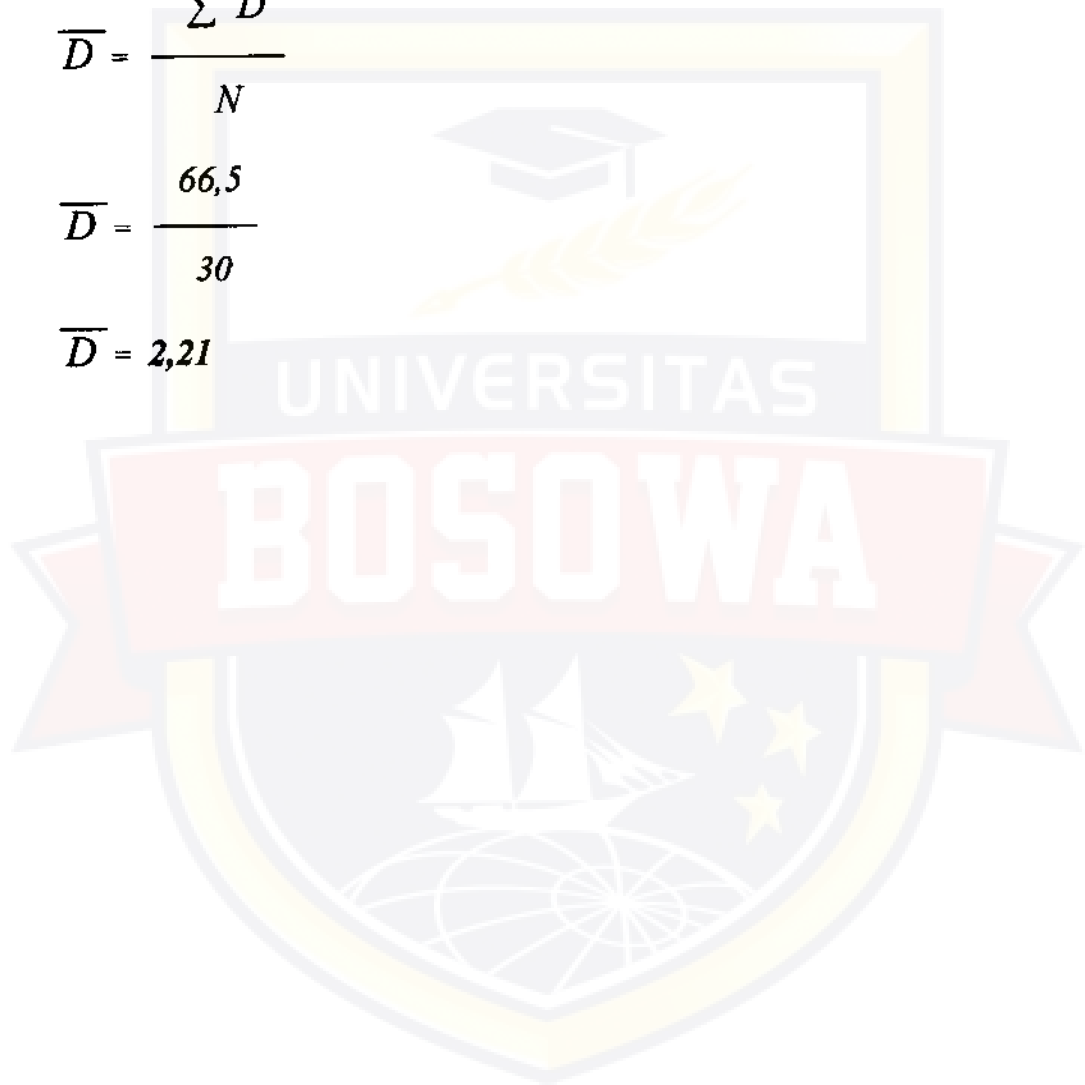 ∑ D
D̅ = ——
N
66,5
D̅ = ——
30
D̅ = 2,21
UNIVERSITAS
BOSOWA